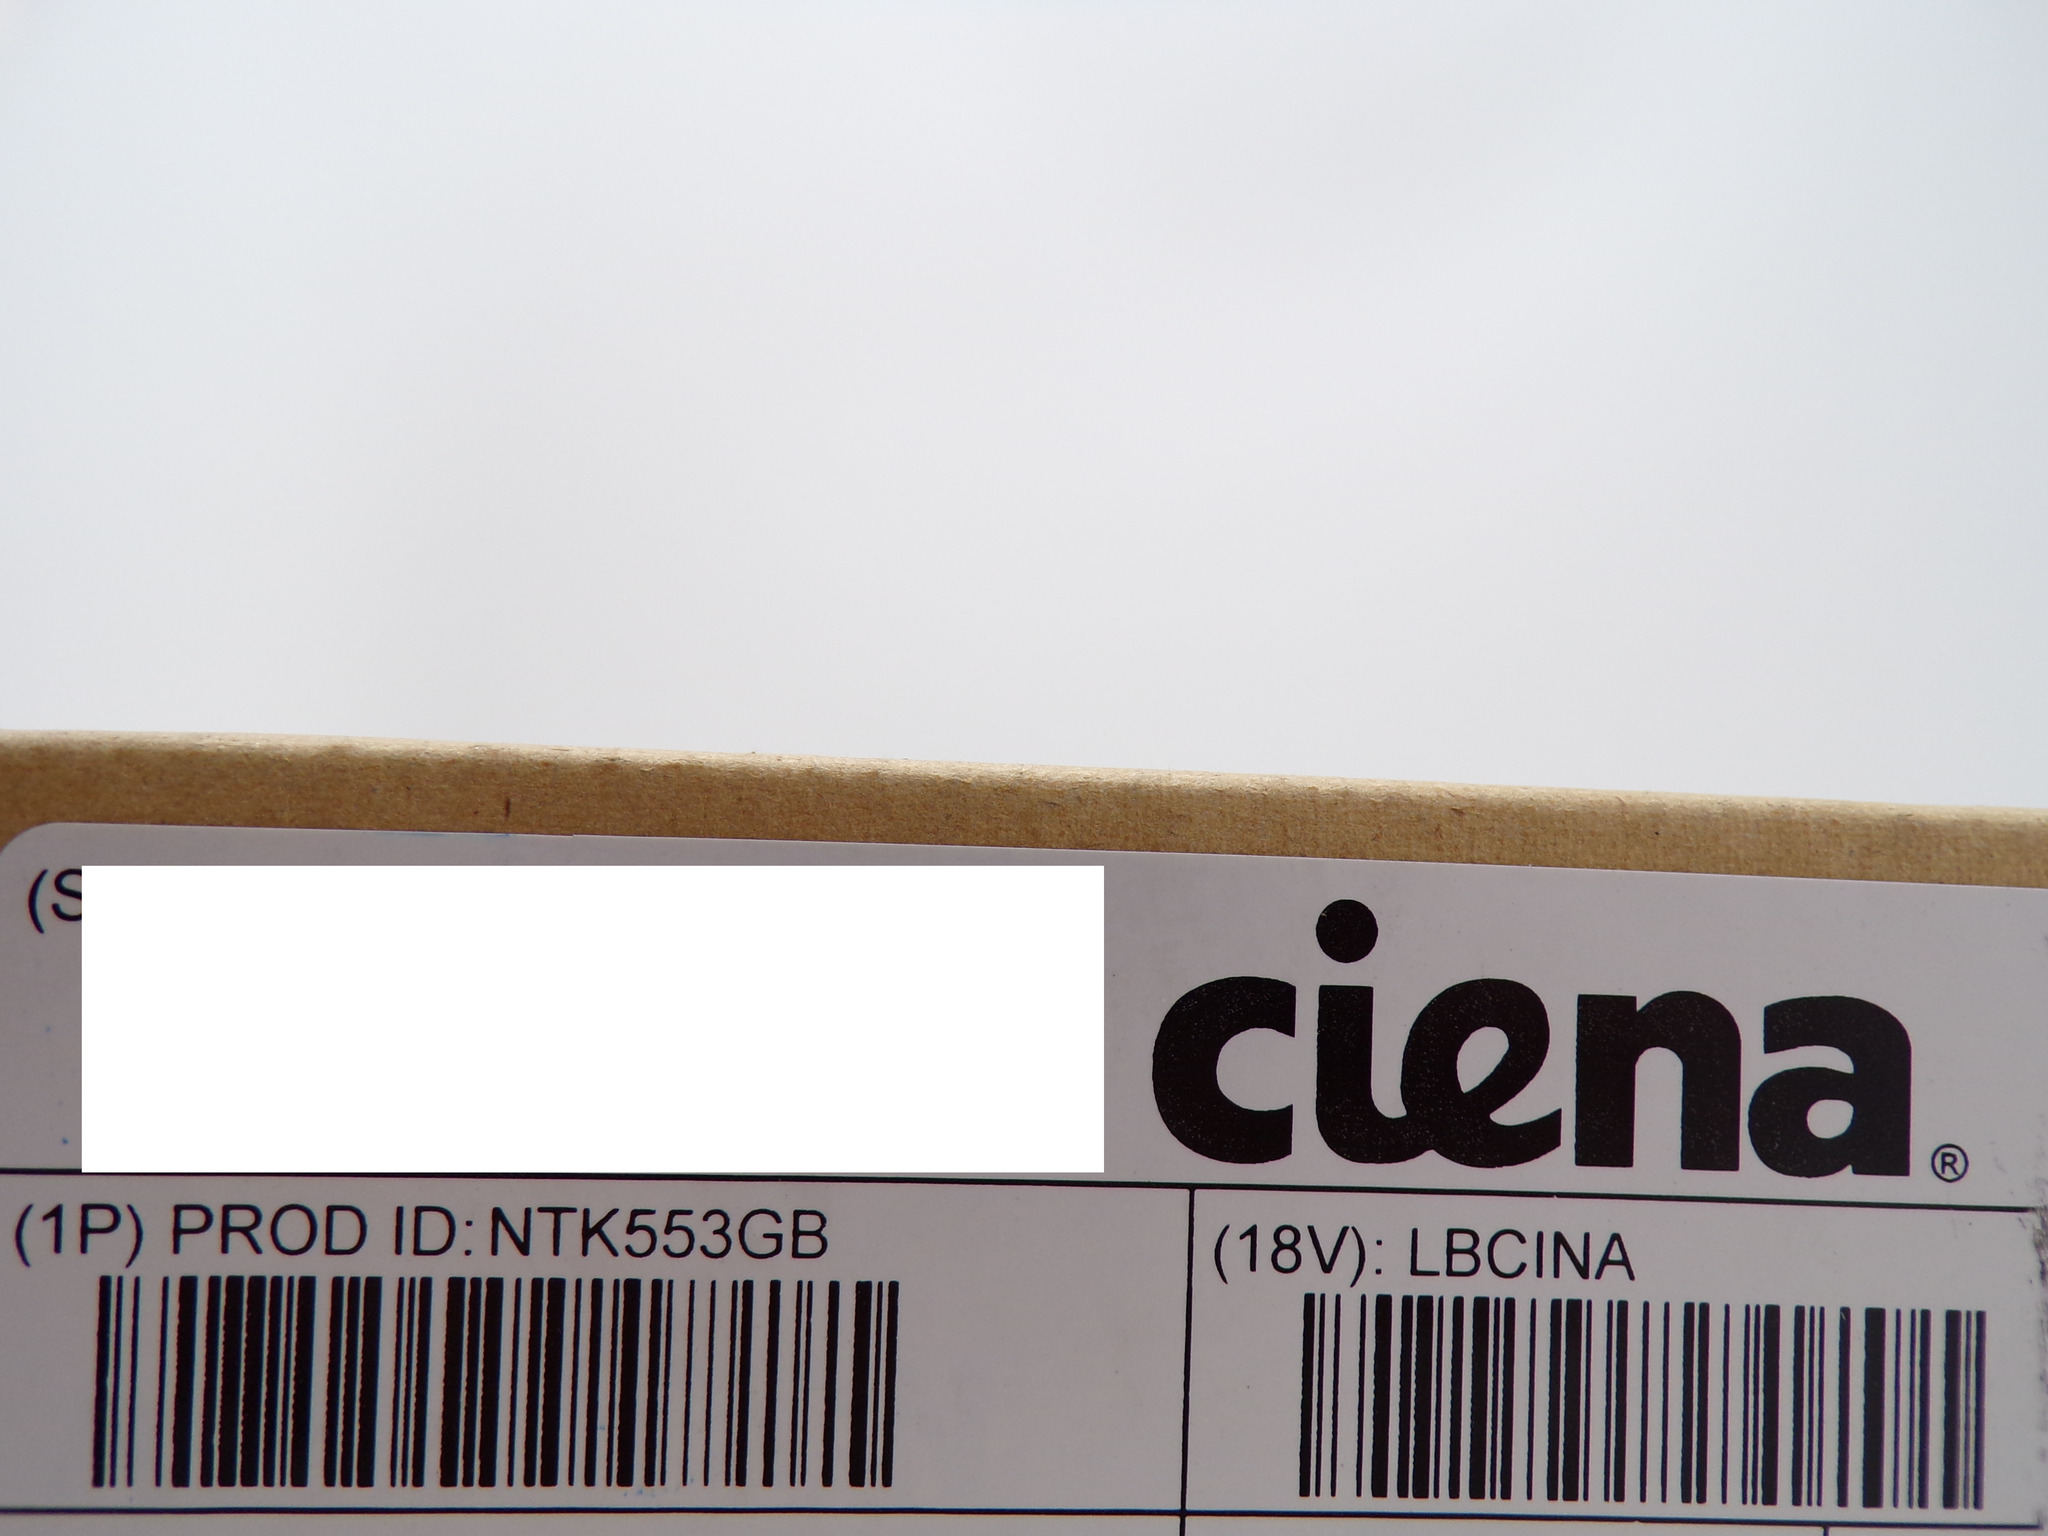 (S
ciena®
(1P) PROD ID: NTK553GB
(18V): LBCINA